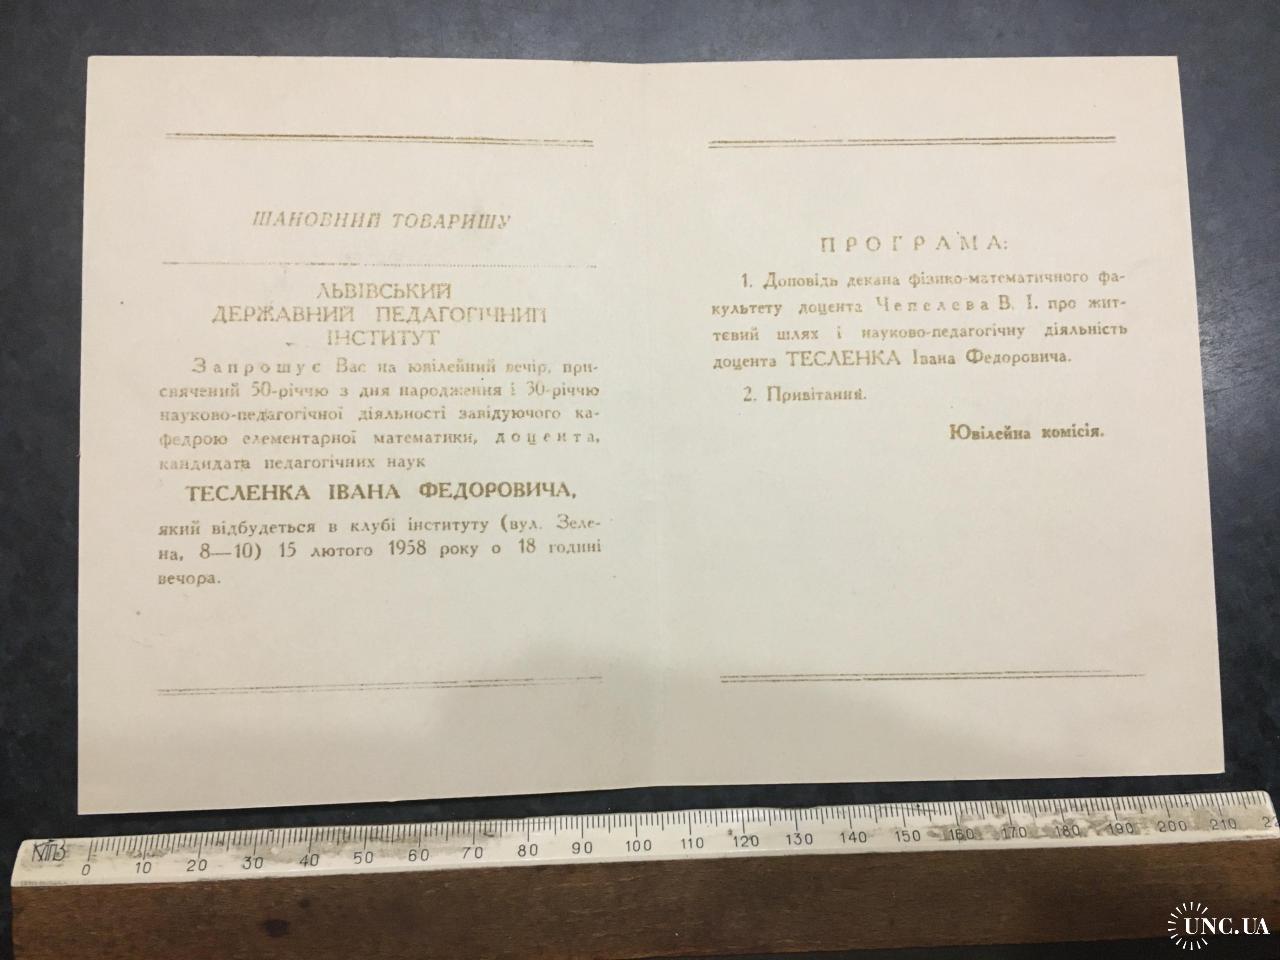 ШАНОВНИЙ ТОВАРИШУ
ЛЬВІВСЬКИЙ
ДЕРЖАВНИЙ ПЕДАГОГІЧНИЙ
ІНСТИТУТ
Запрошує Вас на ювілейний вечір, при-
свячений 50-річчю з дня народження і 30-річчю
науково-педагогічної діяльності завідуючого ка-
федрою елементарної математики, доцента,
кандидата педагогічних наук
ТЕСЛЕНКА ІВАНА ФЕДОРОВИЧА,
який відбудеться в клубі інституту (вул. Зеле-
на, 8—10) 15 лютого 1958 року о 18 годині
вечора.
ПРОГРАМА:
1. Доповідь декана фізико-математичного фа-
культету доцента Чепелєва В. І. про жит-
тєвий шлях і науково-педагогічну діяльність
доцента ТЕСЛЕНКА Івана Федоровича.
2. Привітання.
Ювілейна комісія.
0 10 20 30 40 50 60 70 80 90 100 110 120 130 140 150 160 170 180 190 200 210
UNC.UA